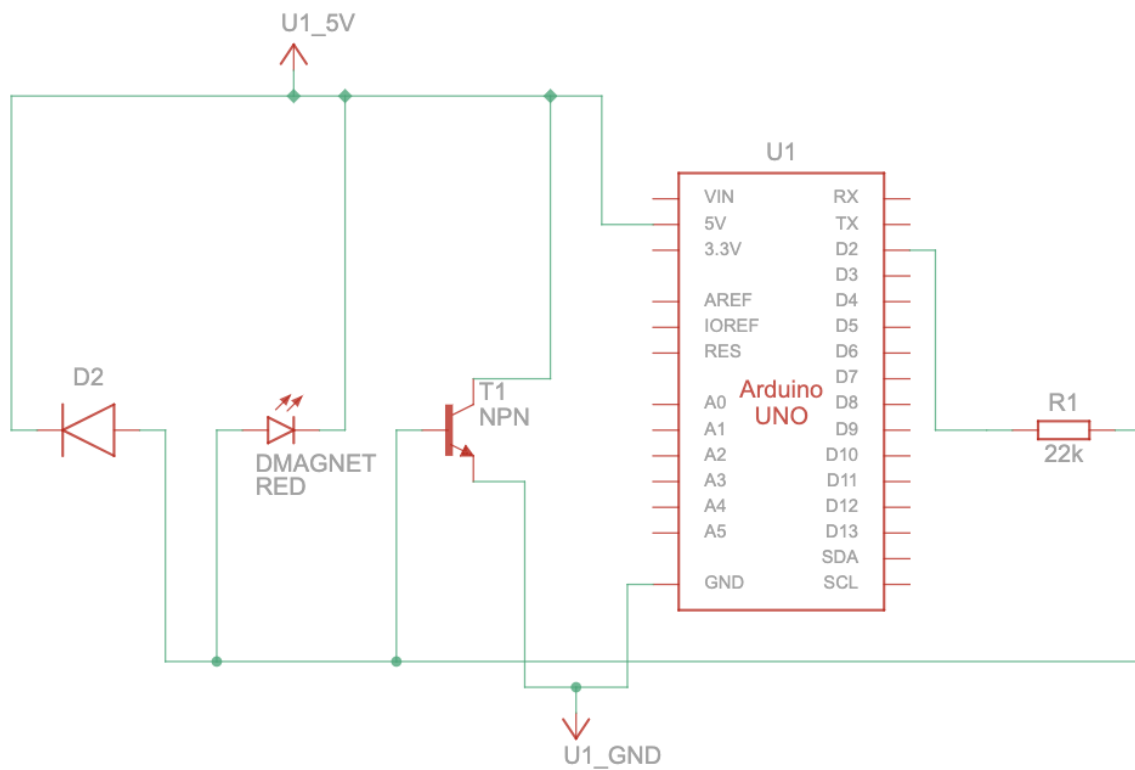 U1_5V
U1
VIN
5V
3.3V
AREF
IOREF
RES
A0
A1
A2
A3
A4
A5
GND
RX
TX
D2
D3
D4
D5
D6
D7
D8
D9
D10
D11
D12
D13
SDA
SCL
Arduino
UNO
D2
DMAGNET
RED
T1
NPN
R1
22k
U1_GND